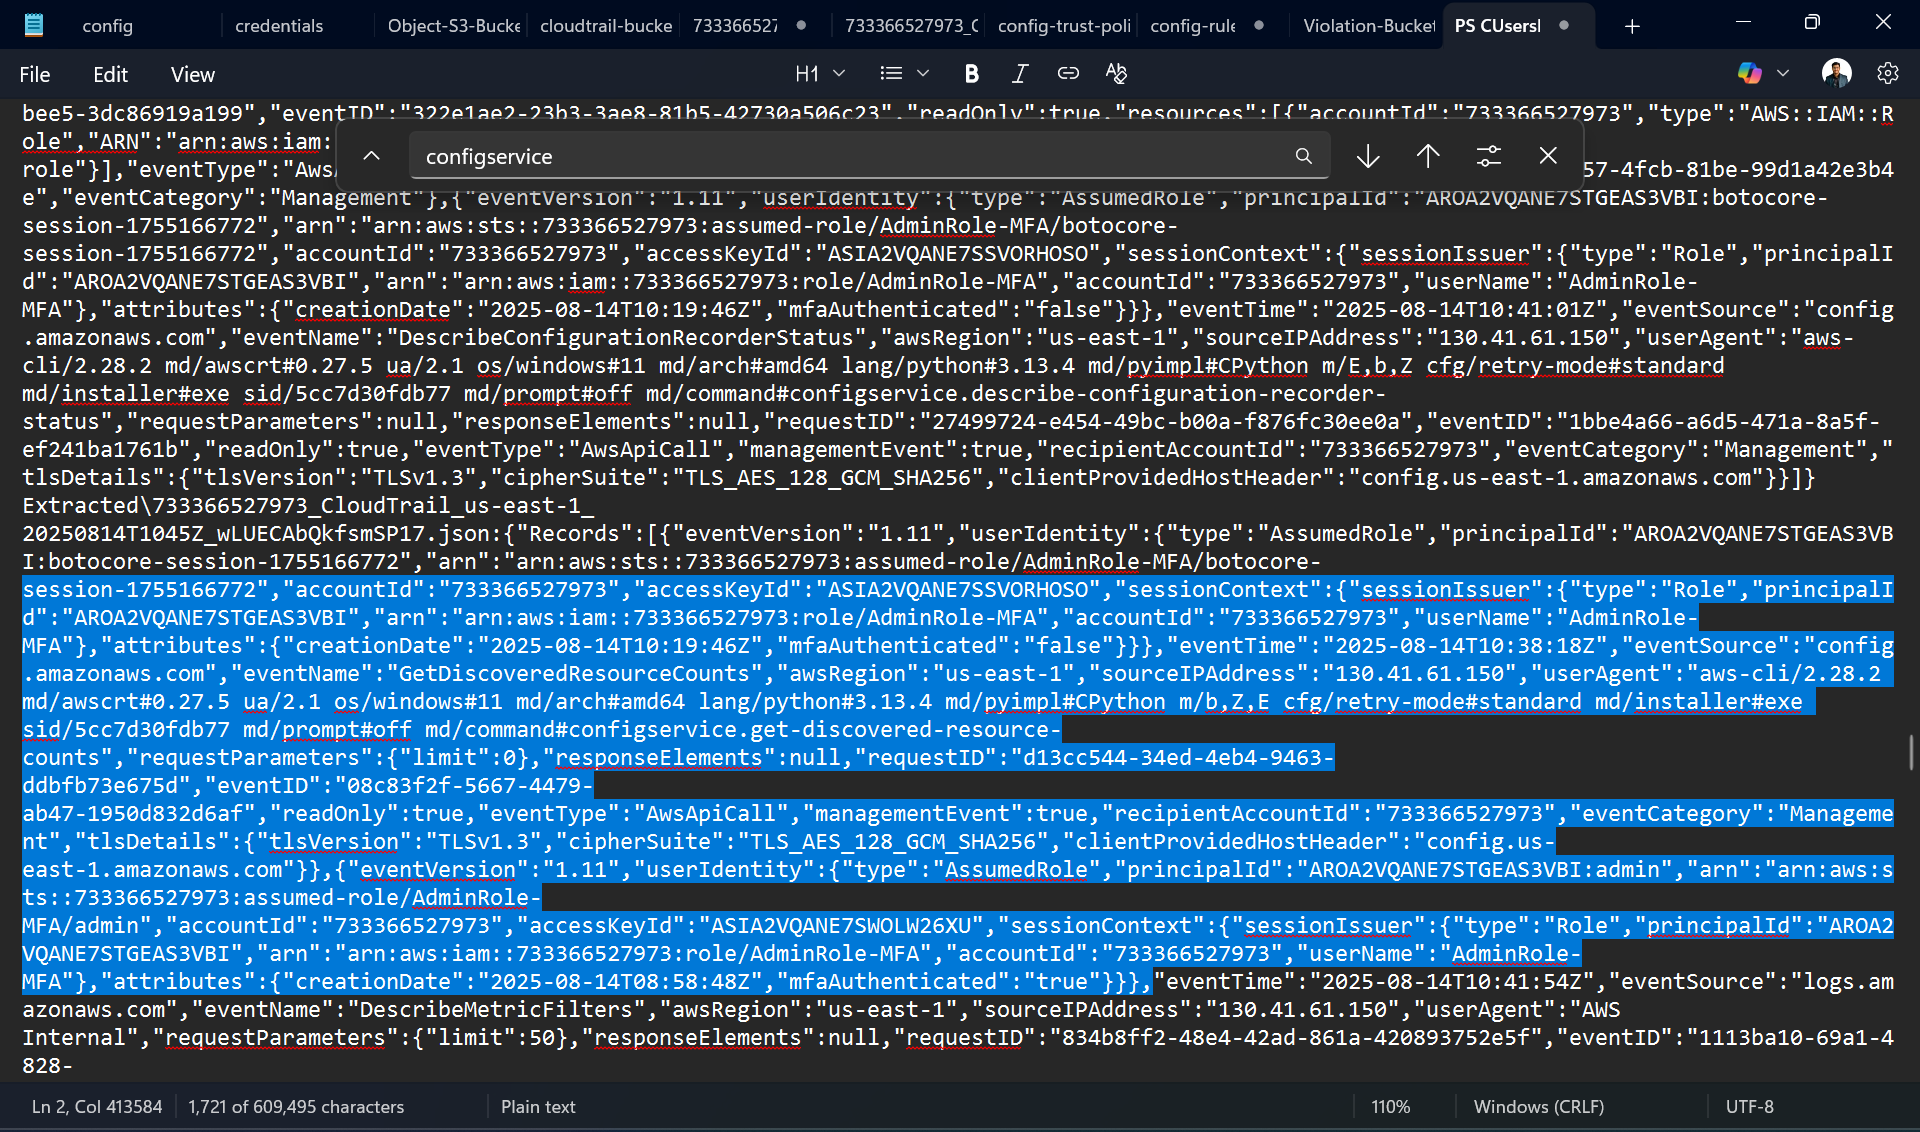 config credentials Object-S3-Bucke cloudtrail-bucke 73336652 733366527973_C config-trust-poli config-rule Violation-Bucket PS CUsersl
File Edit View H1 B I
bee5-3dc86919a199","eventID":"322e1ae2-23b3-3ae8-81b5-42730a506c23","readOnly":true,"resources":[{"accountId":"733366527973","type":"AWS::IAM::R
ole","ARN":"arn:aws:iam:
configservice
role"}],"eventType":"Aws 57-4fcb-81be-99d1a42e3b4
e","eventCategory":"Management"},{"eventVersion":"1.11","userIdentity":{"type":"AssumedRole","principalId":"AROA2VQANE7STGEAS3VBI:botocore-
session-1755166772","arn":"arn:aws:sts::733366527973:assumed-role/AdminRole-MFA/botocore-
session-1755166772","accountId":"733366527973","accessKeyId":"ASIA2VQANE7SSVORHOSO","sessionContext":{"sessionIssuer":{"type":"Role","principalI
d":"AROA2VQANE7STGEAS3VBI","arn":"arn:aws:iam::733366527973:role/AdminRole-MFA","accountId":"733366527973","userName":"AdminRole-
MFA"},"attributes":{"creationDate":"2025-08-14T10:19:46Z","mfaAuthenticated":"false"}}},"eventTime":"2025-08-14T10:41:01Z","eventSource":"config
.amazonaws.com","eventName":"DescribeConfigurationRecorderStatus","awsRegion":"us-east-1","sourceIPAddress":"130.41.61.150","userAgent":"aws-
cli/2.28.2 md/awscrt#0.27.5 ua/2.1 os/windows#11 md/arch#amd64 lang/python#3.13.4 md/pyimpl#CPython m/E,b,Z cfg/retry-mode#standard
md/installer#exe sid/5cc7d30fdb77 md/prompt#off md/command#configservice.describe-configuration-recorder-
status","requestParameters":null,"responseElements":null,"requestID":"27499724-e454-49bc-b00a-f876fc30ee0a","eventID":"1bbe4a66-a6d5-471a-8a5f-
ef241ba1761b","readOnly":true,"eventType":"AwsApiCall","managementEvent":true,"recipientAccountId":"733366527973","eventCategory":"Management","
tlsDetails":{"tlsVersion":"TLSv1.3","cipherSuite":"TLS_AES_128_GCM_SHA256","clientProvidedHostHeader":"config.us-east-1.amazonaws.com"}}]}
Extracted\733366527973_CloudTrail_us-east-1_
20250814T1045Z_wLUECAbQkfsmSP17.json:{"Records":[{"eventVersion":"1.11","userIdentity":{"type":"AssumedRole","principalId":"AROA2VQANE7STGEAS3VB
I:botocore-session-1755166772","arn":"arn:aws:sts::733366527973:assumed-role/AdminRole-MFA/botocore-
session-1755166772","accountId":"733366527973","accessKeyId":"ASIA2VQANE7SSVORHOSO","sessionContext":{"sessionIssuer":{"type":"Role","principalI
d":"AROA2VQANE7STGEAS3VBI","arn":"arn:aws:iam::733366527973:role/AdminRole-MFA","accountId":"733366527973","userName":"AdminRole-
MFA"},"attributes":{"creationDate":"2025-08-14T10:19:46Z","mfaAuthenticated":"false"}}},"eventTime":"2025-08-14T10:38:18Z","eventSource":"config
.amazonaws.com","eventName":"GetDiscoveredResourceCounts","awsRegion":"us-east-1","sourceIPAddress":"130.41.61.150","userAgent":"aws-cli/2.28.2
md/awscrt#0.27.5 ua/2.1 os/windows#11 md/arch#amd64 lang/python#3.13.4 md/pyimpl#CPython m/b,Z,E cfg/retry-mode#standard md/installer#exe
sid/5cc7d30fdb77 md/prompt#off md/command#configservice.get-discovered-resource-
counts","requestParameters":{"limit":0},"responseElements":null,"requestID":"d13cc544-34ed-4eb4-9463-
ddbfb73e675d","eventID":"08c83f2f-5667-4479-
ab47-1950d832d6af","readOnly":true,"eventType":"AwsApiCall","managementEvent":true,"recipientAccountId":"733366527973","eventCategory":"Manageme
nt","tlsDetails":{"tlsVersion":"TLSv1.3","cipherSuite":"TLS_AES_128_GCM_SHA256","clientProvidedHostHeader":"config.us-
east-1.amazonaws.com"}},{"eventVersion":"1.11","userIdentity":{"type":"AssumedRole","principalId":"AROA2VQANE7STGEAS3VBI:admin","arn":"arn:aws:s
ts::733366527973:assumed-role/AdminRole-
MFA/admin","accountId":"733366527973","accessKeyId":"ASIA2VQANE7SWOLW26XU","sessionContext":{"sessionIssuer":{"type":"Role","principalId":"AROA2
VQANE7STGEAS3VBI","arn":"arn:aws:iam::733366527973:role/AdminRole-MFA","accountId":"733366527973","userName":"AdminRole-
MFA"},"attributes":{"creationDate":"2025-08-14T08:58:48Z","mfaAuthenticated":"true"}}},"eventTime":"2025-08-14T10:41:54Z","eventSource":"logs.am
azonaws.com","eventName":"DescribeMetricFilters","awsRegion":"us-east-1","sourceIPAddress":"130.41.61.150","userAgent":"AWS
Internal","requestParameters":{"limit":50},"responseElements":null,"requestID":"834b8ff2-48e4-42ad-861a-420893752e5f","eventID":"1113ba10-69a1-4
828-
Ln 2, Col 413584 1,721 of 609,495 characters Plain text 110% Windows (CRLF) UTF-8